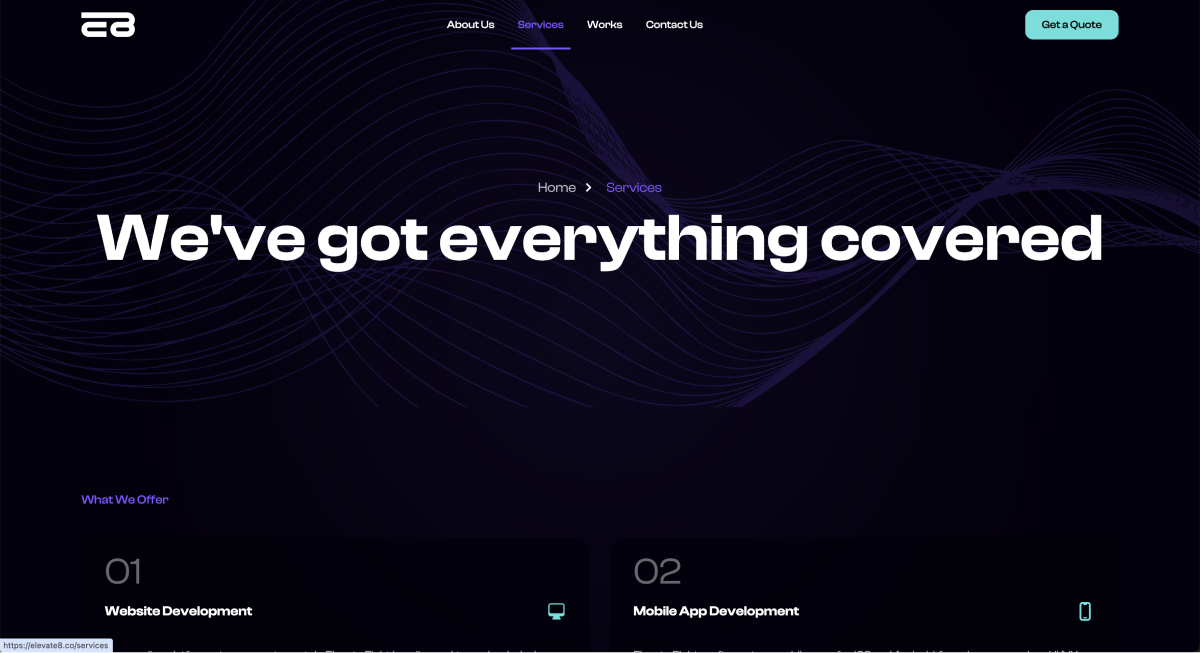 E8
About Us
Services
Works
Contact Us
Get a Quote
Home
Services
We've got everything covered
What We Offer
01
Website Development
02
Mobile App Development
https://elevate8.co/services